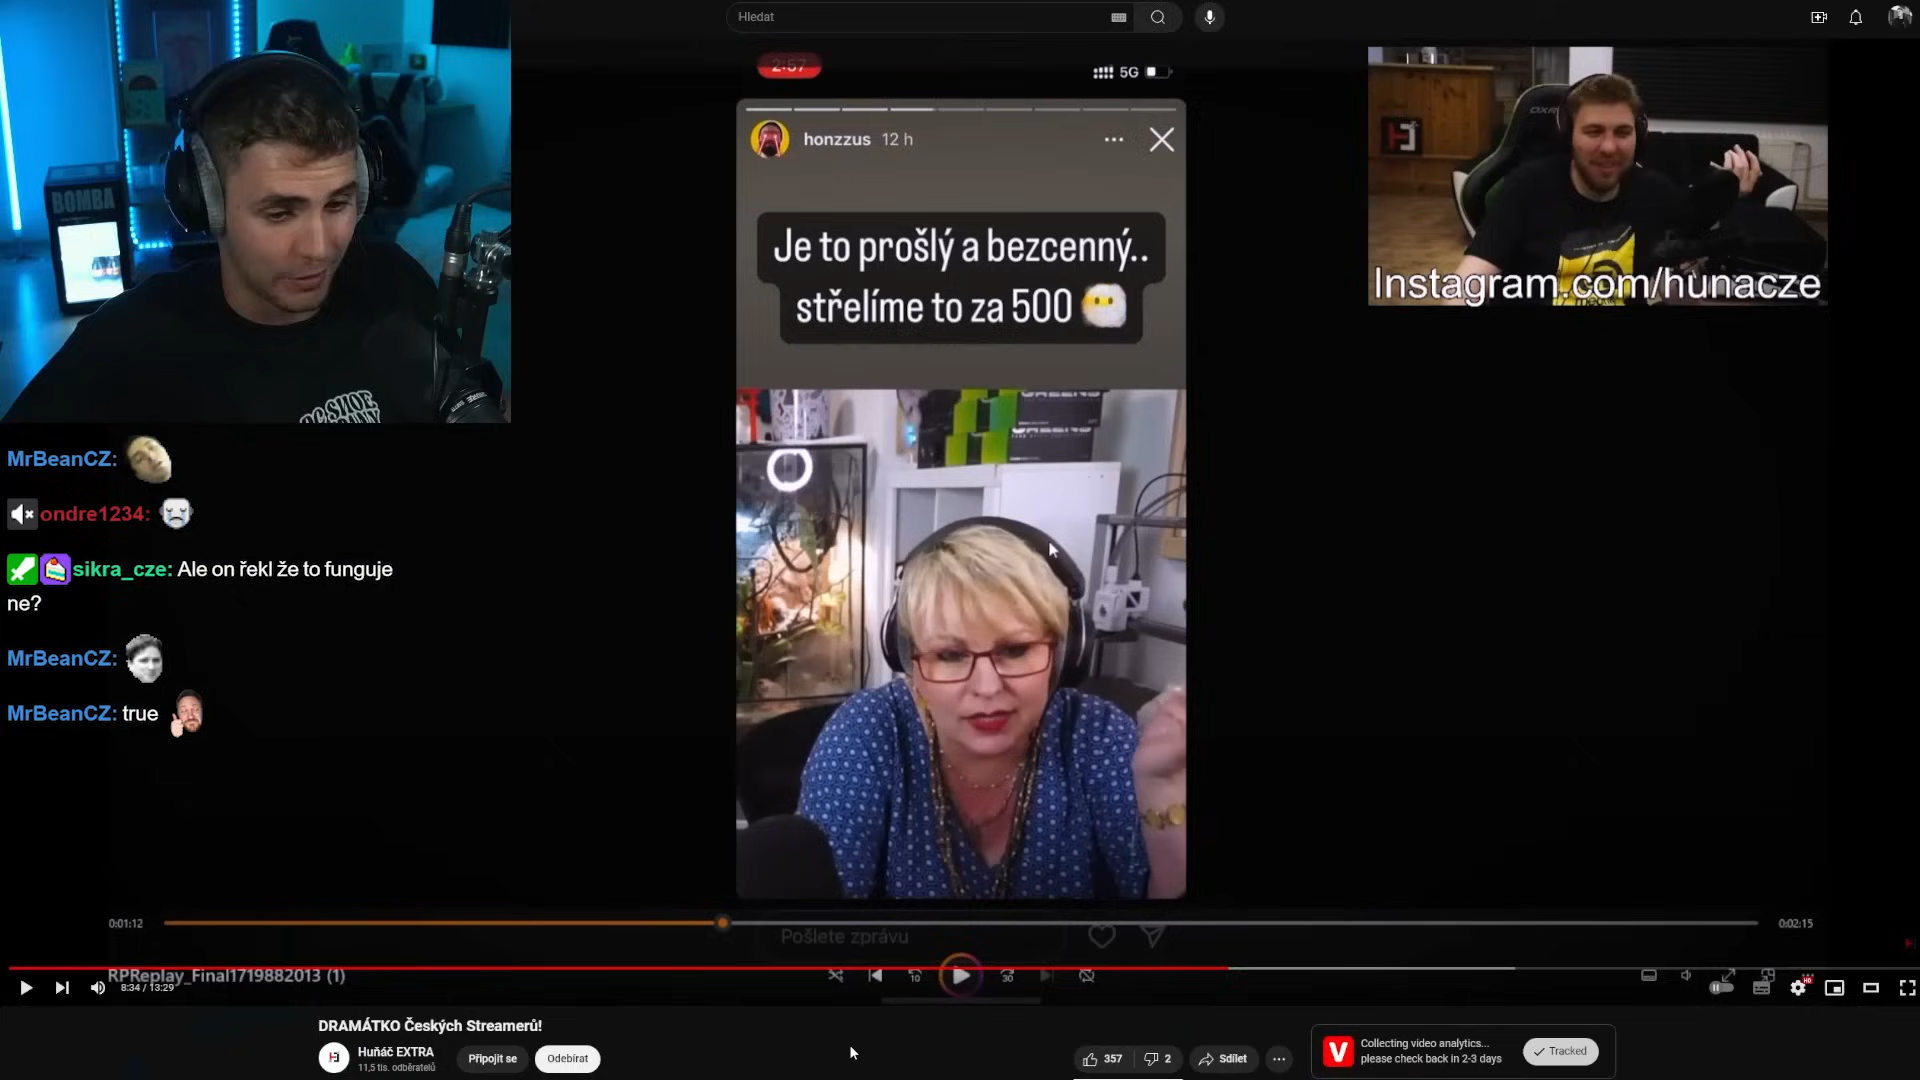 Hledat
2:57
5G
honzzus 12 h
Je to prošlý a bezcenný..
střelíme to za 500
Instagram.com/hunacze
BOMBA
MrBeanCZ:
ondre1234:
sikra_cze: Ale on řekl že to funguje
ne?
MrBeanCZ:
MrBeanCZ: true
0:01:12
0:02:15
Pošlete zprávu
RPReplay_Final1719882013 (1)
10
30
8:34 / 13:29
DRAMÁTKO Českých Streamerů!
Huňáč EXTRA
11,5 tis. odběratelů
Připojit se
Odebírat
357
2
Sdílet
Collecting video analytics...
please check back in 2-3 days
Tracked